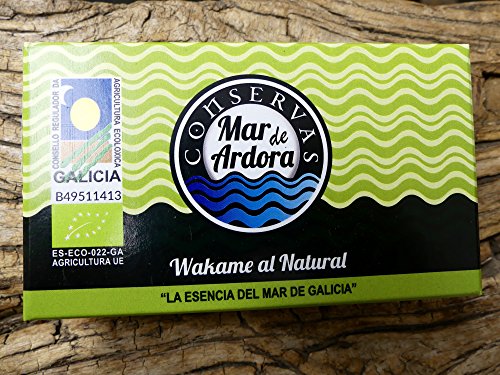 CONSELLO REGULADOR DA
AGRICULTURA ECOLOXICA
GALICIA
B49511413
ES-ECO-022-GA
AGRICULTURA UE
CONSERVAS
Mar de
Ardora
Wakame al Natural
“LA ESENCIA DEL MAR DE GALICIA”